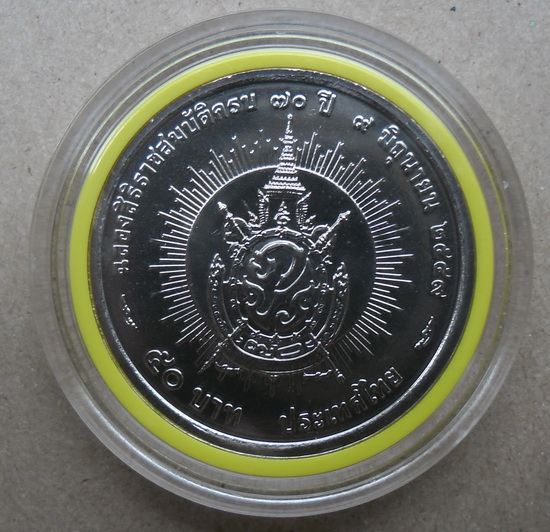 ฉลองสิริราชสมบัติครบ ๗๐ ปี ๙ มิถุนายน ๒๕๕๙
๕๐ บาท ประเทศไทย